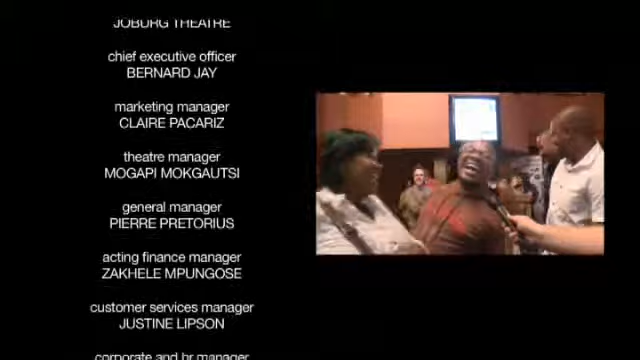 JOBURG THEATRE
chief executive officer
BERNARD JAY
marketing manager
CLAIRE PACARIZ
theatre manager
MOGAPI MOKGAUTSI
general manager
PIERRE PRETORIUS
acting finance manager
ZAKHELE MPUNGOSE
customer services manager
JUSTINE LIPSON
corporate and hr manager